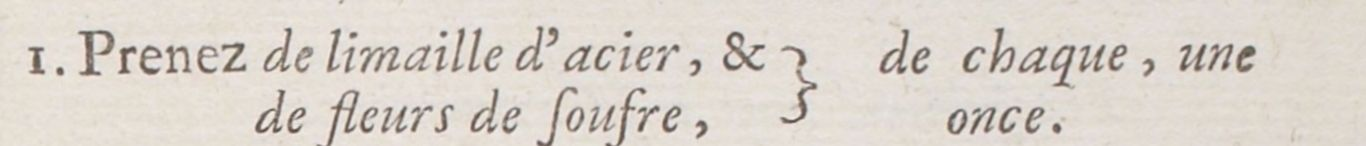 1. Prenez de limaille d'acier, & } de chaque, une
de fleurs de ſoufre, once.